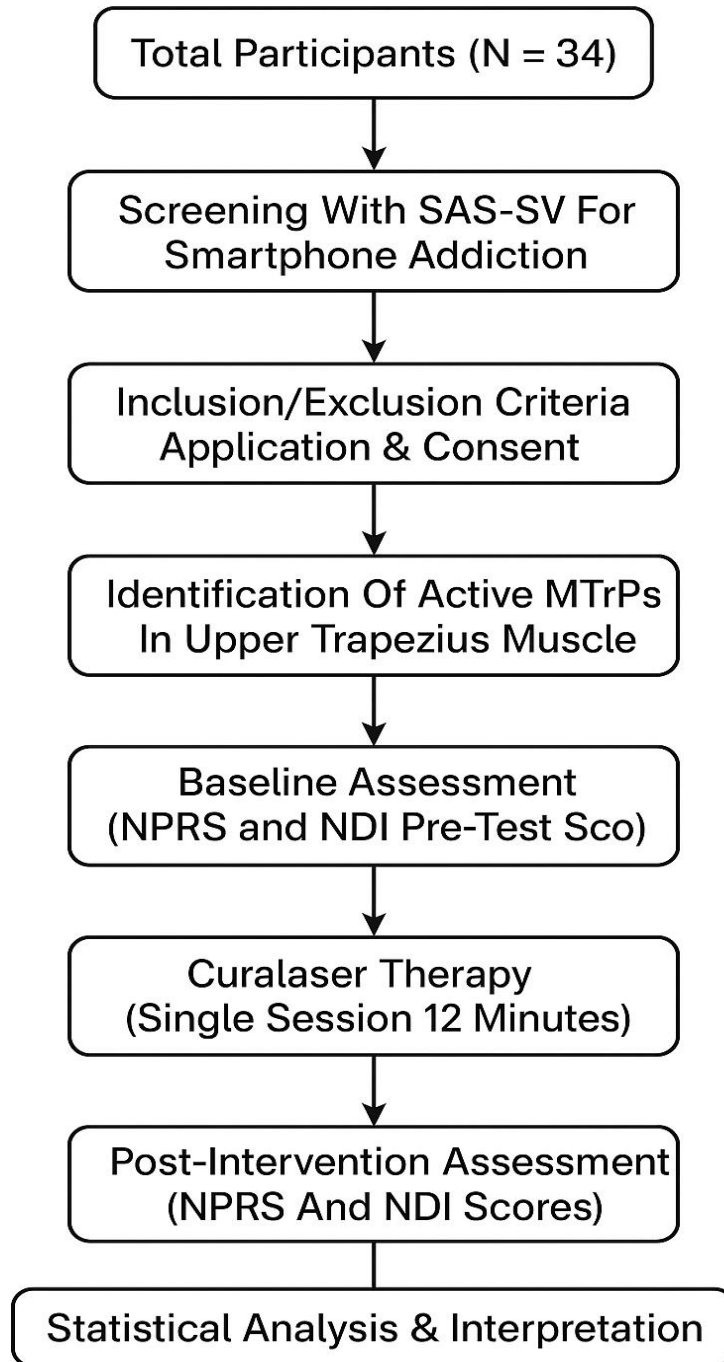 Total Participants (N = 34)
Screening With SAS-SV For
Smartphone Addiction
Inclusion/Exclusion Criteria
Application & Consent
Identification Of Active MTrPs
In Upper Trapezius Muscle
Baseline Assessment
(NPRS and NDI Pre-Test Sco)
Curalaser Therapy
(Single Session 12 Minutes)
Post-Intervention Assessment
(NPRS And NDI Scores)
Statistical Analysis & Interpretation